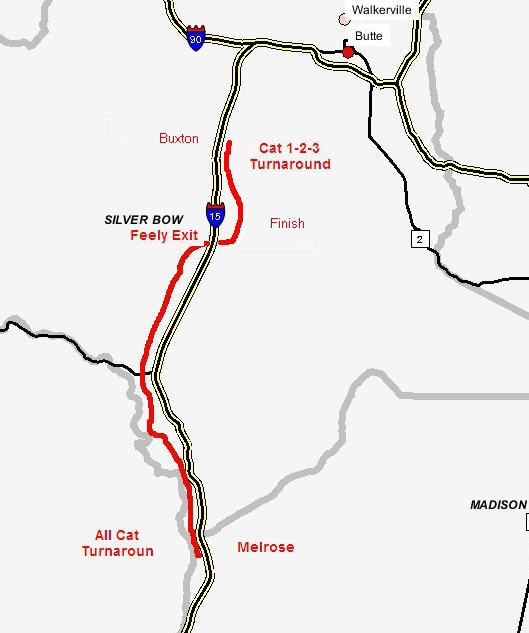 Walkerville
90
Butte
Buxton
Cat 1-2-3
Turnaround
SILVER BOW
15
Finish
Feely Exit
2
MADISON
All Cat
Turnaroun
Melrose